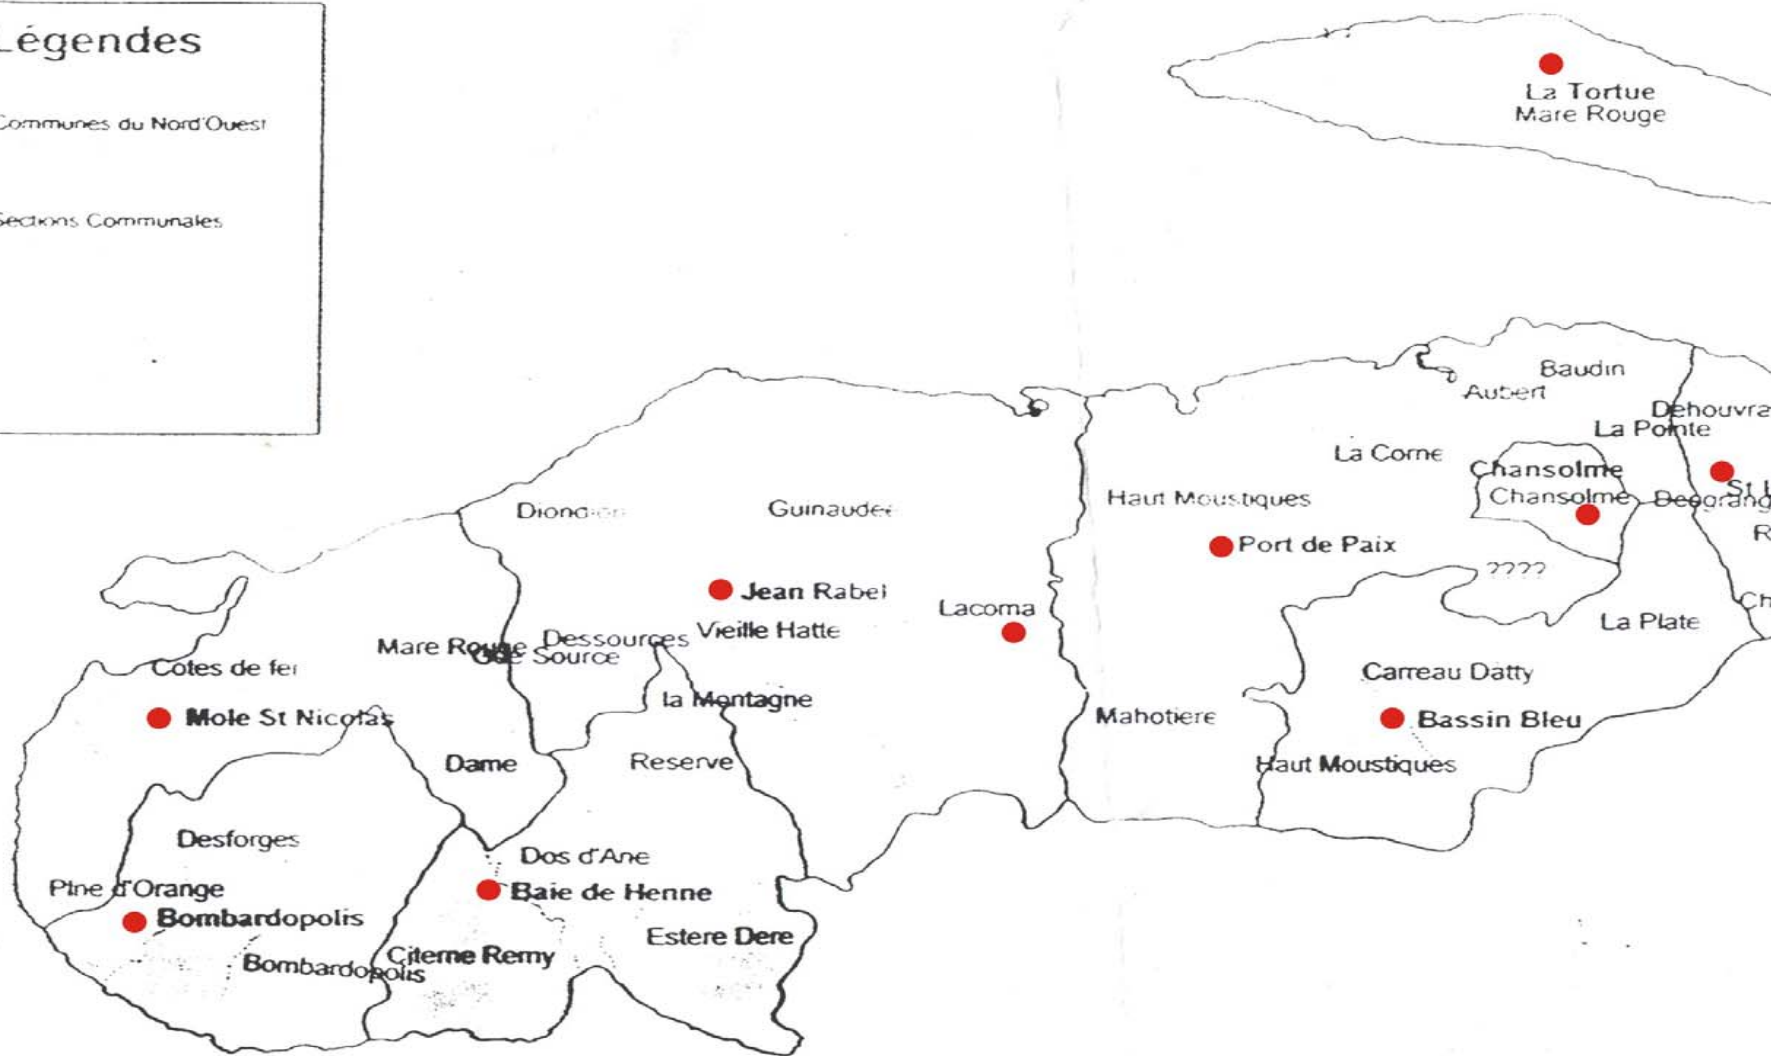 Légendes
Communes du Nord'Ouest
Sections Communales
La Tortue
Mare Rouge
Baudin
Aubert
Dehouvra
La Pointe
La Corne
Chansolme
Chansolme
Haut Moustiques
Port de Paix
????
La Plate
Carreau Datty
Bassin Bleu
Haut Moustiques
Mahotiere
Guinaudee
Jean Rabel
Vieille Hatte
Lacoma
Dessources
Source
Mare Rouge
la Montagne
Cotes de fer
Mole St Nicolas
Dame
Reserve
Desforges
Dos d'Ane
Baie de Henne
Pine d'Orange
Bombardopolis
Bombardopolis
Citerne Remy
Estere Dere